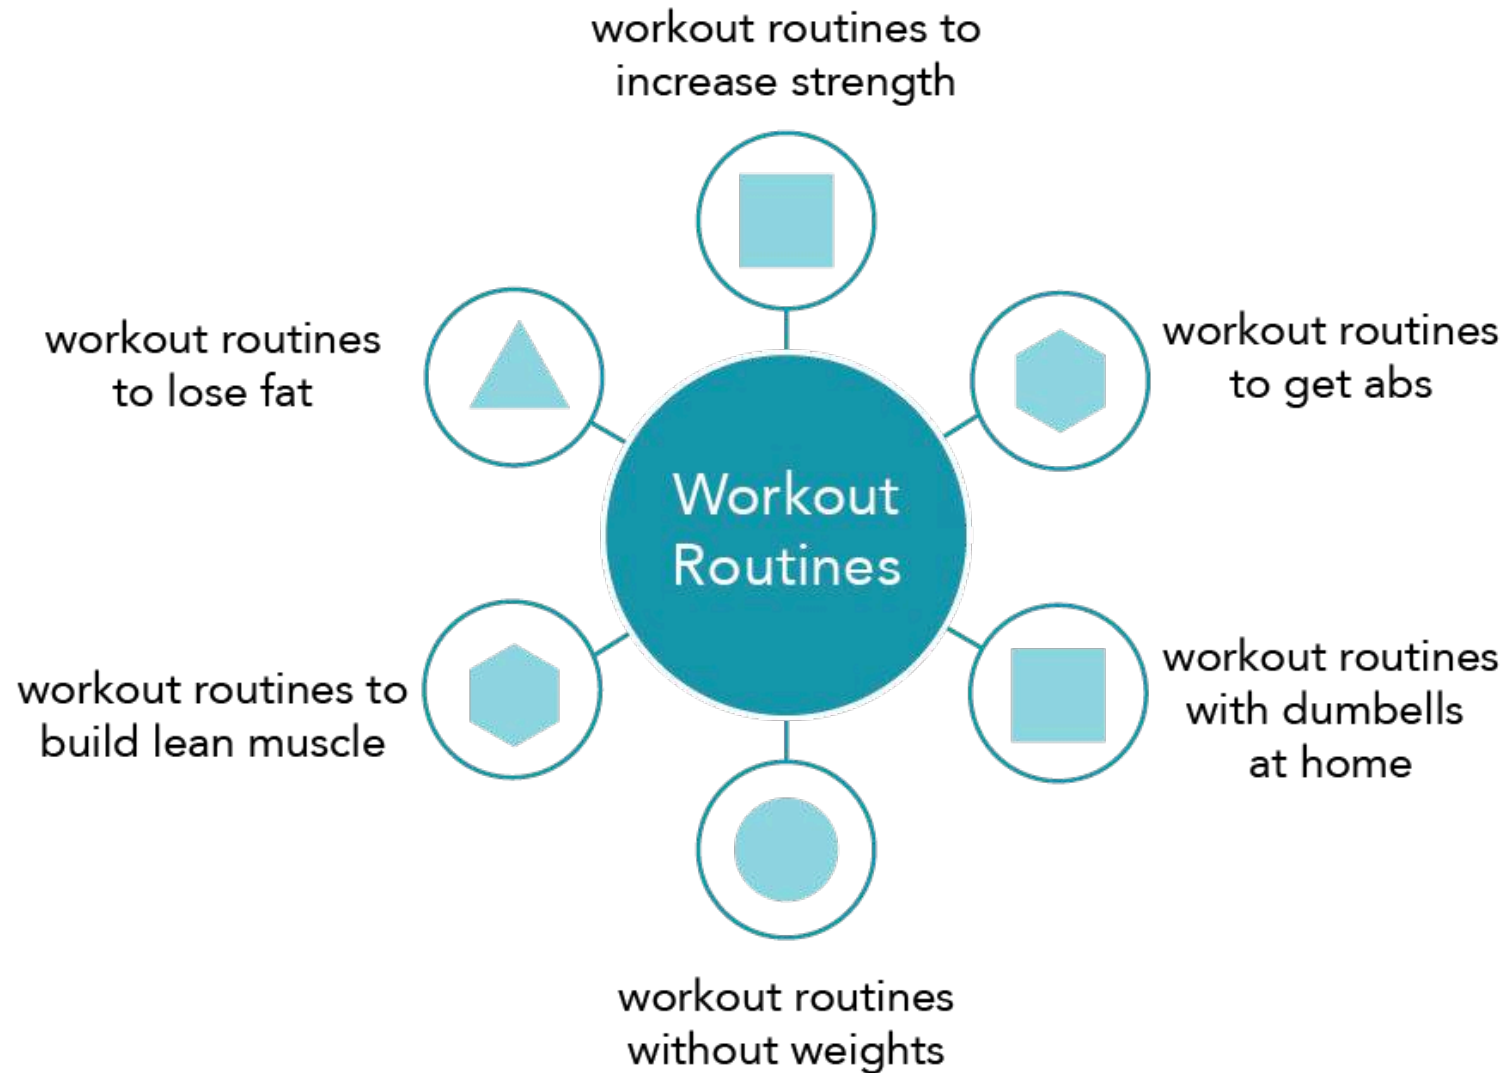 workout routines to
increase strength
workout routines
to lose fat
workout routines
to get abs
Workout
Routines
workout routines to
build lean muscle
workout routines
with dumbells
at home
workout routines
without weights